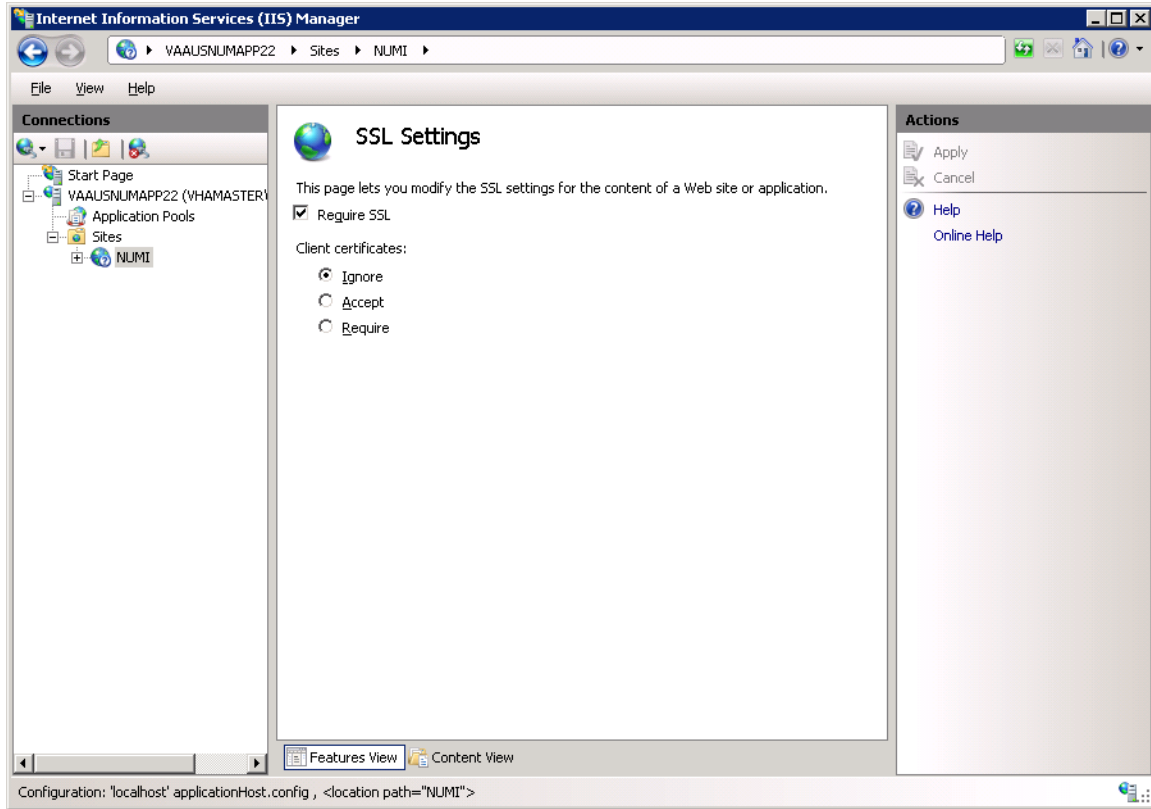 Internet Information Services (IIS) Manager
VAAUSNUMAPP22 Sites NUMI
File View Help
Connections
Start Page
VAAUSNUMAPP22 (VHAMASTER\
Application Pools
Sites
NUMI
SSL Settings
This page lets you modify the SSL settings for the content of a Web site or application.
Require SSL
Client certificates:
Ignore
Accept
Require
Features View Content View
Actions
Apply
Cancel
Help
Online Help
Configuration: 'localhost' applicationHost.config , <location path="NUMI">